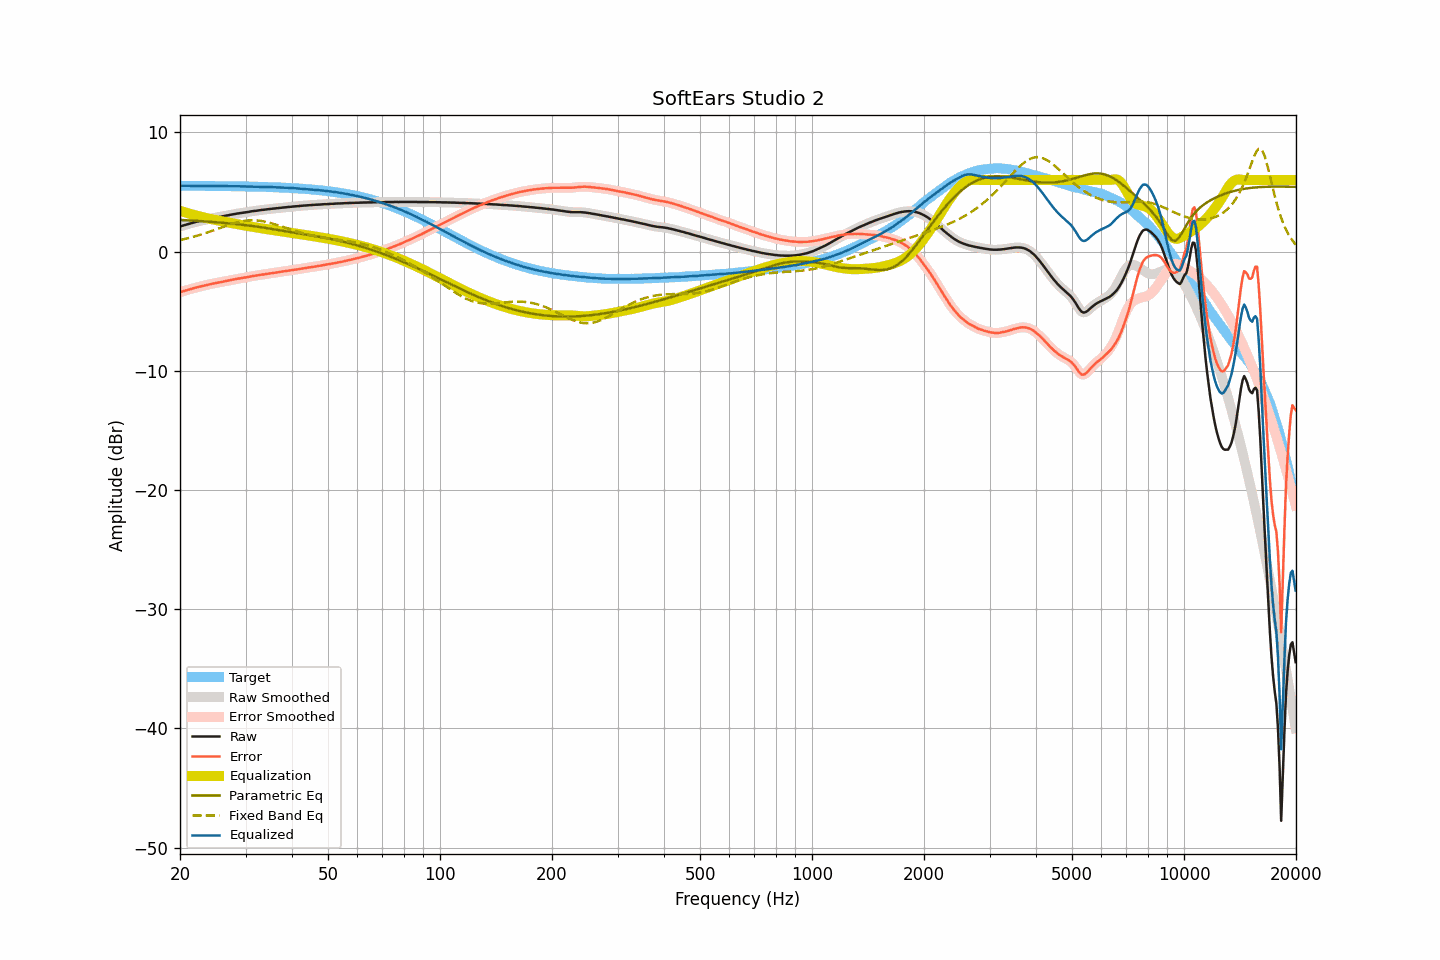 SoftEars Studio 2
10
0
−10
−20
−30
−40
−50
Amplitude (dBr)
Target
Raw Smoothed
Error Smoothed
Raw
Error
Equalization
Parametric Eq
Fixed Band Eq
Equalized
20 50 100 200 500 1000 2000 5000 10000 20000
Frequency (Hz)